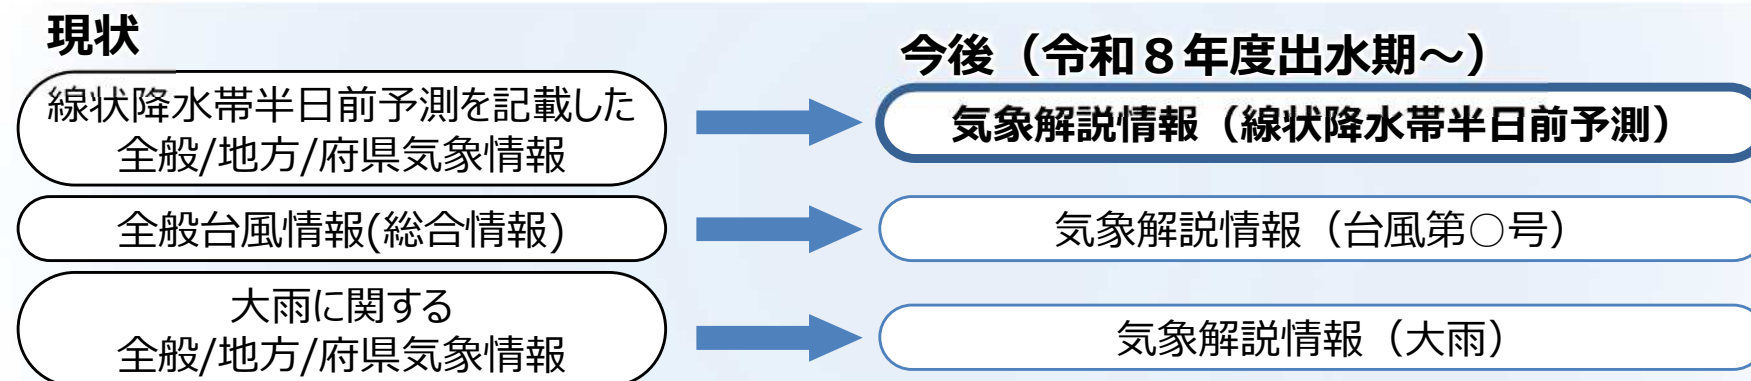 現状
線状降水帯半日前予測を記載した
全般/地方/府県気象情報
全般台風情報(総合情報)
大雨に関する
全般/地方/府県気象情報
今後（令和８年度出水期～）
気象解説情報（線状降水帯半日前予測）
気象解説情報（台風第○号）
気象解説情報（大雨）